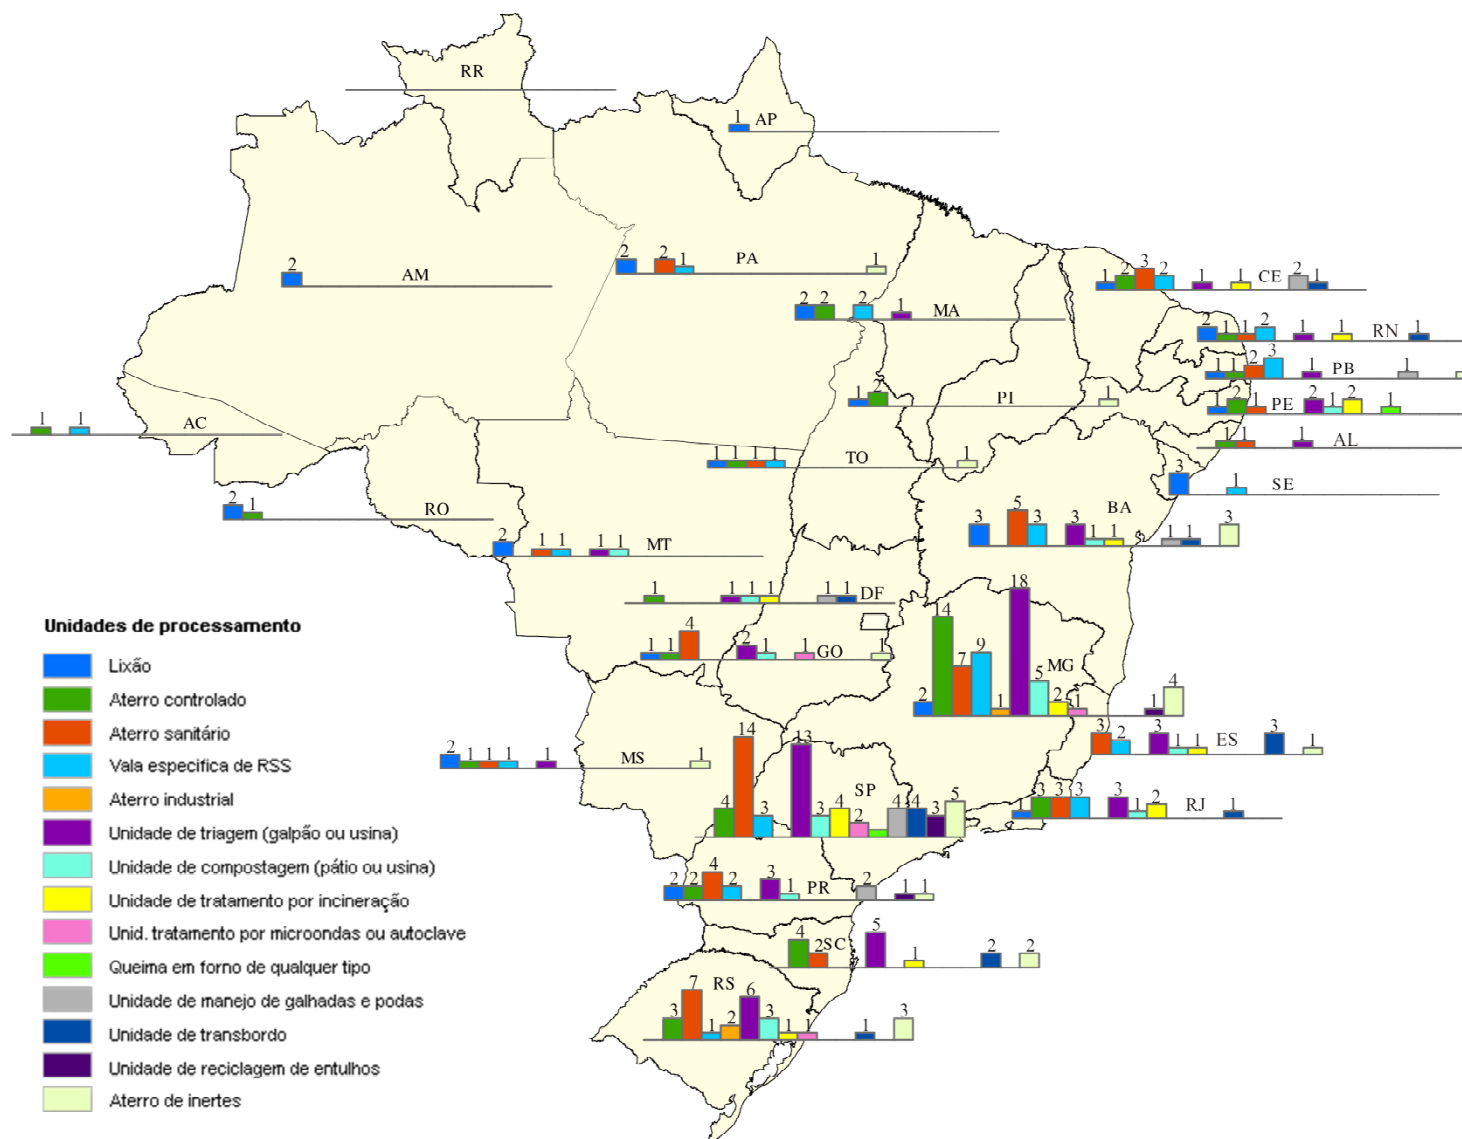 RR
1 AP
2 AM
2 2 1 PA 1
2 2 2 1 MA
1 2 3 2 1 1 CE 2 1
2 1 1 2 1 1 RN 1
1 1 2 3 1 PB 1
1 2 1 PE 2 1 2 1
1 2 PI 1
1 1 AC
1 1 1 AL
1 1 1 1 TO 1
3 1 SE
2 1 RO
3 5 3 3 1 1 BA 1 1 3
2 1 1 1 1 MT
1 1 1 1 1 1 DF
1 1 4 2 1 1 GO 1
2 14 7 9 1 18 5 2 1 MG 1 4
3 2 3 1 1 ES 3 1
2 1 1 1 1 MS 1
4 14 3 13 3 4 2 SP 4 4 3 5
1 3 3 3 3 1 2 RJ 1
2 2 4 2 3 1 PR 2 1 1
4 2 SC 5 1 2 2
3 7 1 2 6 3 1 1 RS 1 3
Unidades de processamento
Lixão
Aterro controlado
Aterro sanitário
Vala especifica de RSS
Aterro industrial
Unidade de triagem (galpão ou usina)
Unidade de compostagem (pátio ou usina)
Unidade de tratamento por incineração
Unid. tratamento por microondas ou autoclave
Queima em forno de qualquer tipo
Unidade de manejo de galhadas e podas
Unidade de transbordo
Unidade de reciclagem de entulhos
Aterro de inertes